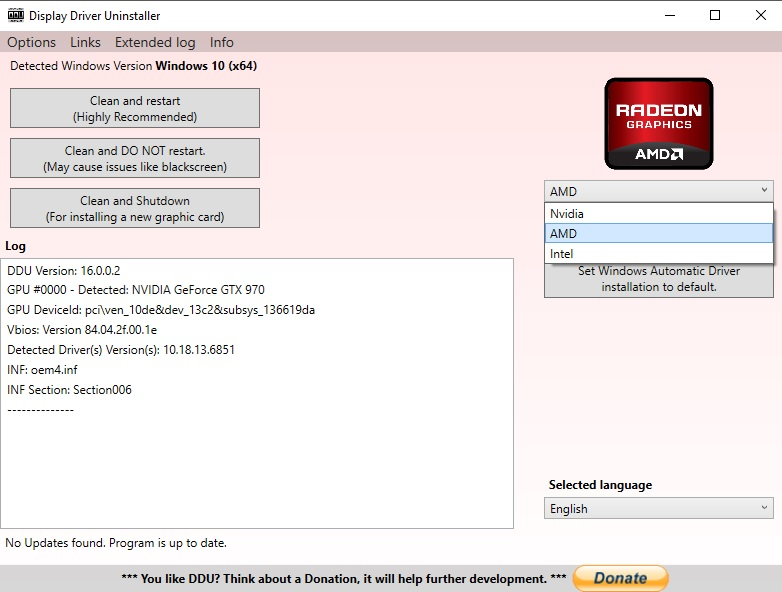 Display Driver Uninstaller
Options Links Extended log Info
Detected Windows Version Windows 10 (x64)
Clean and restart
(Highly Recommended)
Clean and DO NOT restart.
(May cause issues like blackscreen)
Clean and Shutdown
(For installing a new graphic card)
RADEON
GRAPHICS
AMD
AMD
Nvidia
AMD
Intel
Set Windows Automatic Driver
installation to default.
Log
DDU Version: 16.0.0.2
GPU #0000 - Detected: NVIDIA GeForce GTX 970
GPU DeviceId: pci\ven_10de&dev_13c2&subsys_136619da
Vbios: Version 84.04.2f.00.1e
Detected Driver(s) Version(s): 10.18.13.6851
INF: oem4.inf
INF Section: Section006
--------------
Selected language
English
No Updates found. Program is up to date.
*** You like DDU? Think about a Donation, it will help further development. *** Donate